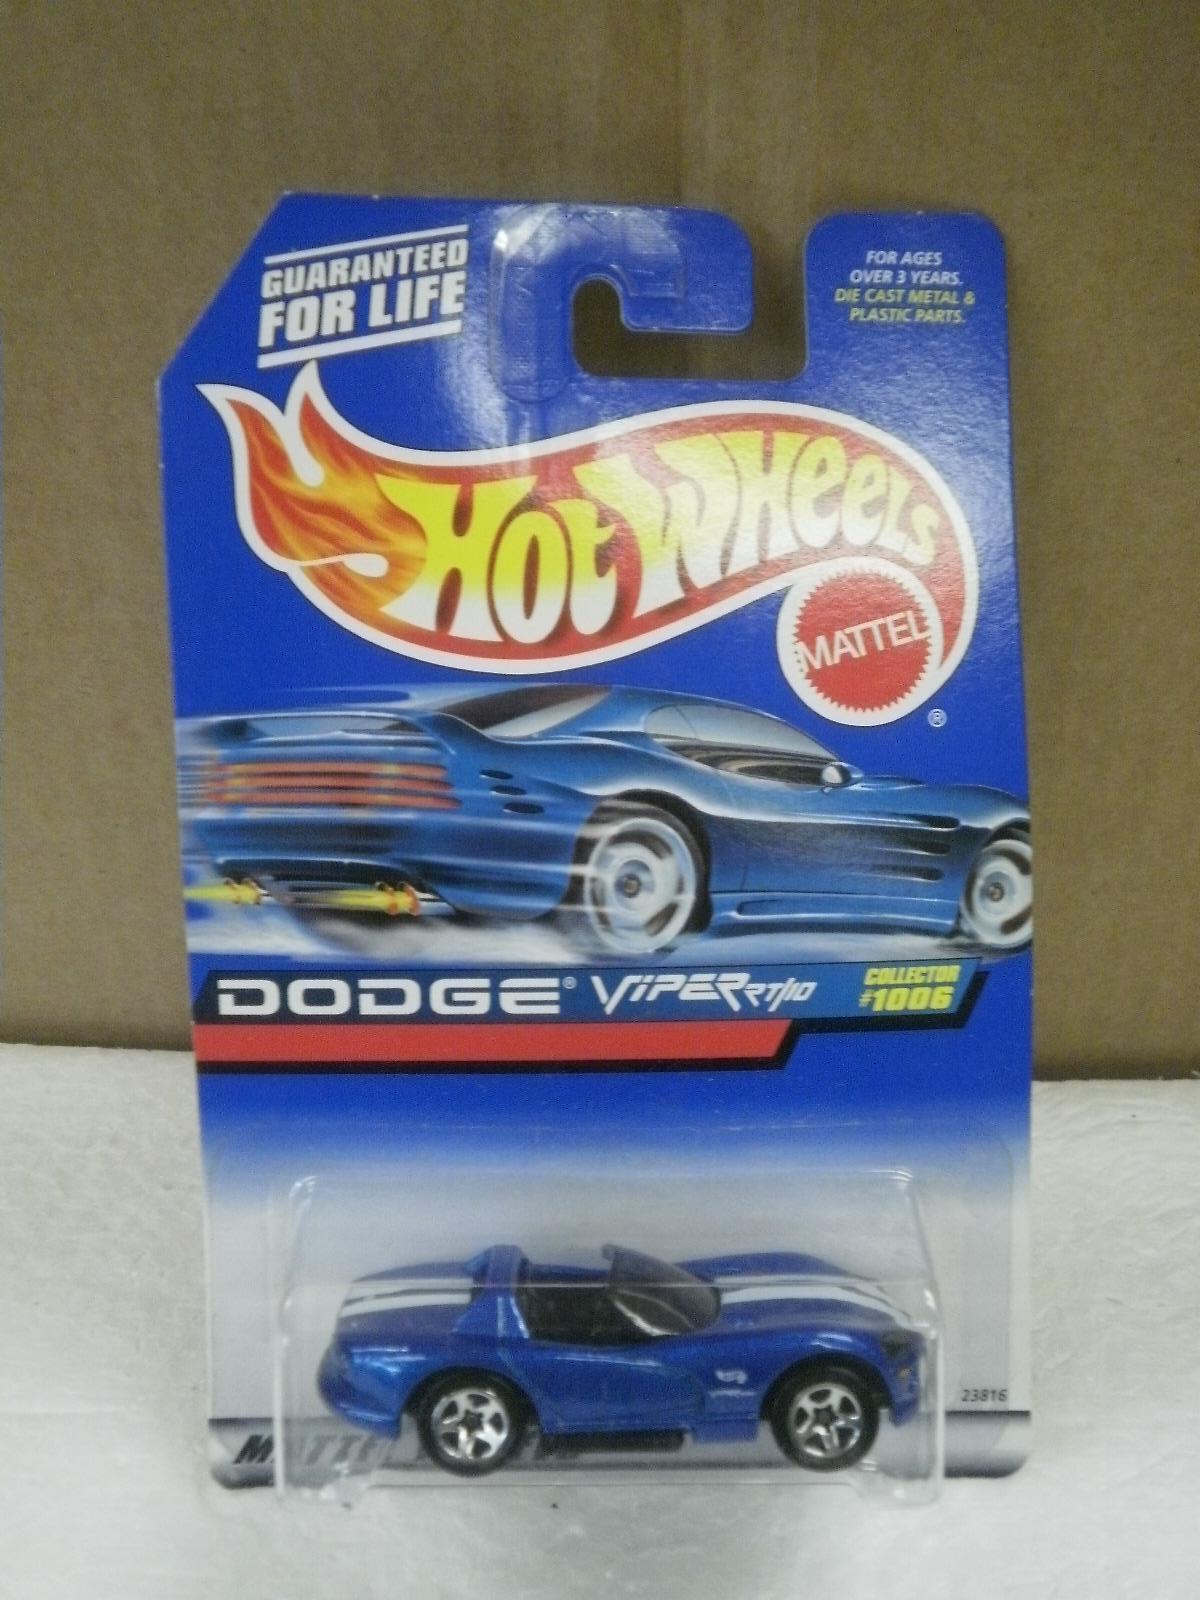 GUARANTEED
FOR LIFE
FOR AGES
OVER 3 YEARS.
DIE CAST METAL &
PLASTIC PARTS.
HOT WHEELS
MATTEL
®
DODGE® VIPER RT/10
COLLECTOR
#1006
23816
MATTEL